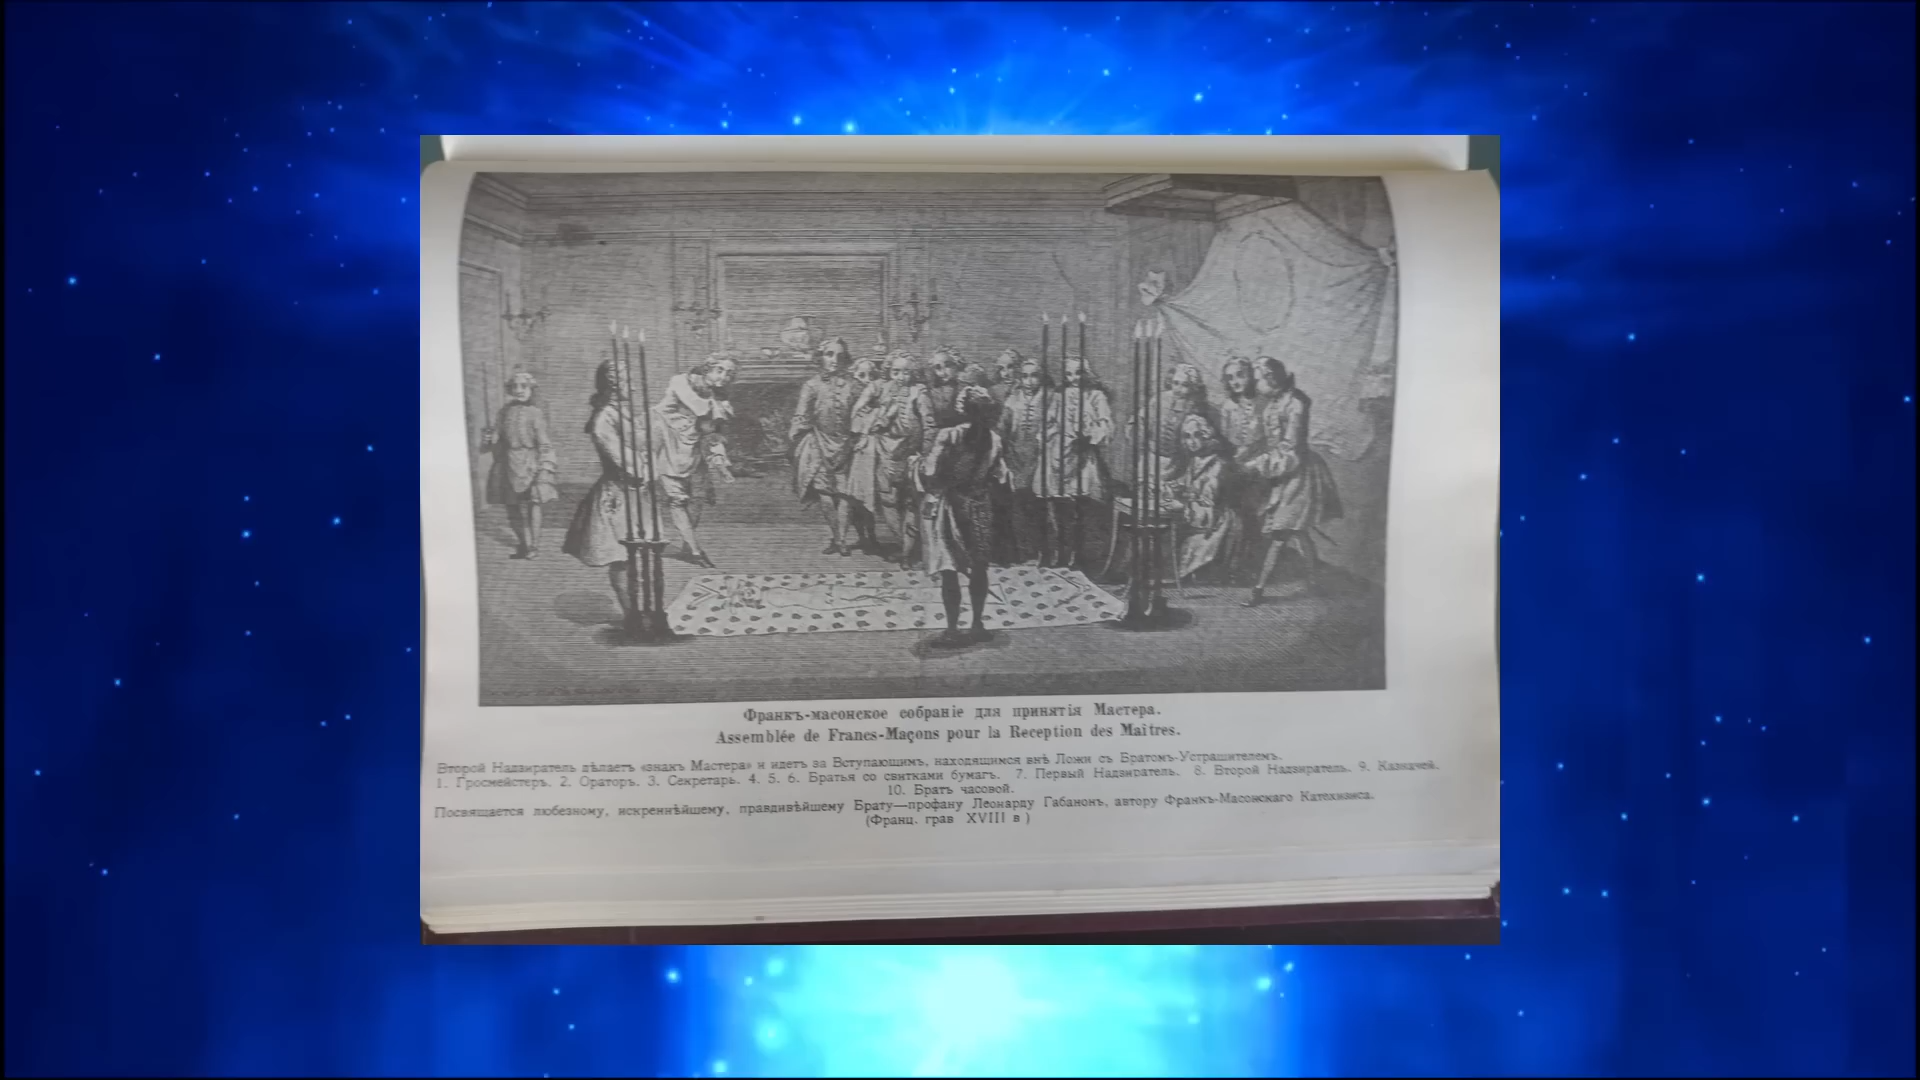 Франкъ-масонское собраніе для принятія Мастера.
Assemblée de Francs-Maçons pour la Reception des Maîtres.
Второй Надзиратель дѣлаетъ «знакъ Мастера» и идетъ за Вступающимъ, находящимся внѣ Ложи съ Братомъ-Устрашителемъ.
1. Гросмейстеръ. 2. Ораторъ. 3. Секретарь. 4. 5. 6. Братья со свитками бумагъ. 7. Первый Надзиратель. 8. Второй Надзиратель. 9. Казначей.
10. Братъ часовой.
Посвящается любезному, искреннѣйшему, правдивѣйшему Брату—профану Леонарду Габанонъ, автору Франкъ-Масонскаго Катехизиса.
(Франц. грав XVIII в)